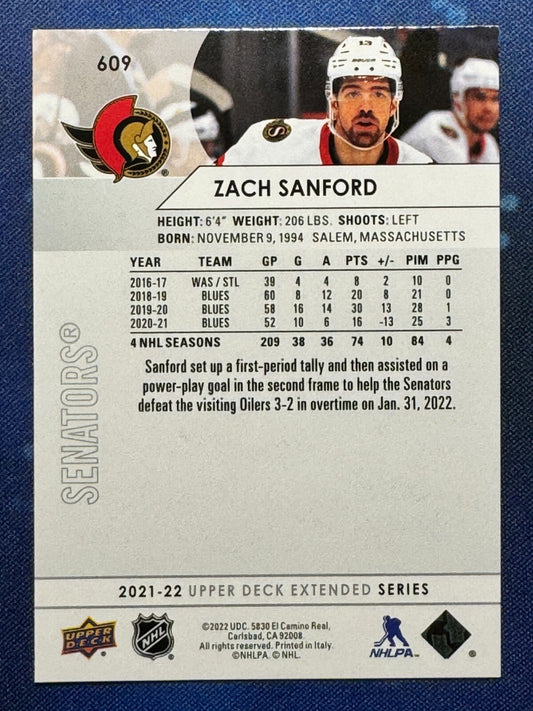 609
13
BAUER
ZACH SANFORD
HEIGHT: 6'4" WEIGHT: 206 LBS. SHOOTS: LEFT
BORN: NOVEMBER 9, 1994 SALEM, MASSACHUSETTS
YEAR TEAM GP G A PTS +/- PIM PPG
2016-17 WAS / STL 39 4 4 8 2 10 0
2018-19 BLUES 60 8 12 20 8 21 0
2019-20 BLUES 58 16 14 30 13 28 1
2020-21 BLUES 52 10 6 16 -13 25 3
4 NHL SEASONS 209 38 36 74 10 84 4
Sanford set up a first-period tally and then assisted on a
power-play goal in the second frame to help the Senators
defeat the visiting Oilers 3-2 in overtime on Jan. 31, 2022.
SENATORS®
2021-22 UPPER DECK EXTENDED SERIES
UPPER DECK
NHL
©2022 UDC. 5830 El Camino Real,
Carlsbad, CA 92008.
All rights reserved. Printed in Italy.
©NHLPA. © NHL.
NHLPA™
®